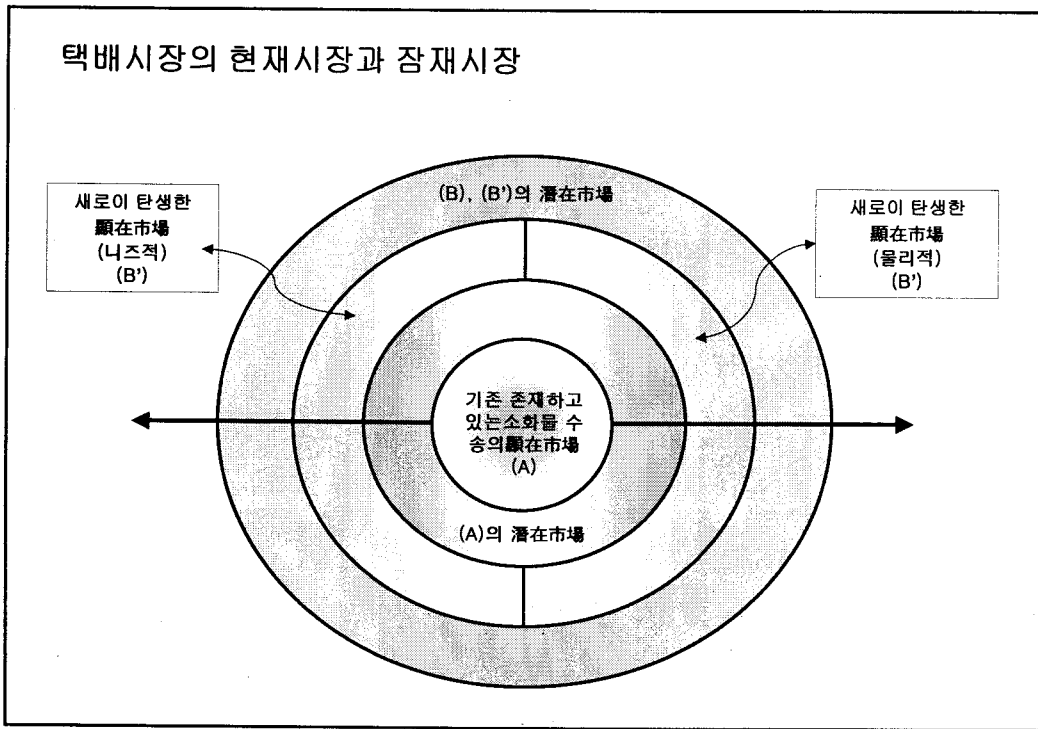 택배시장의 현재시장과 잠재시장
(B), (B')의 潛在市場
새로이 탄생한
顯在市場
(니즈적)
(B')
새로이 탄생한
顯在市場
(물리적)
(B')
기존 존재하고
있는소화물 수
송의顯在市場
(A)
(A)의 潛在市場